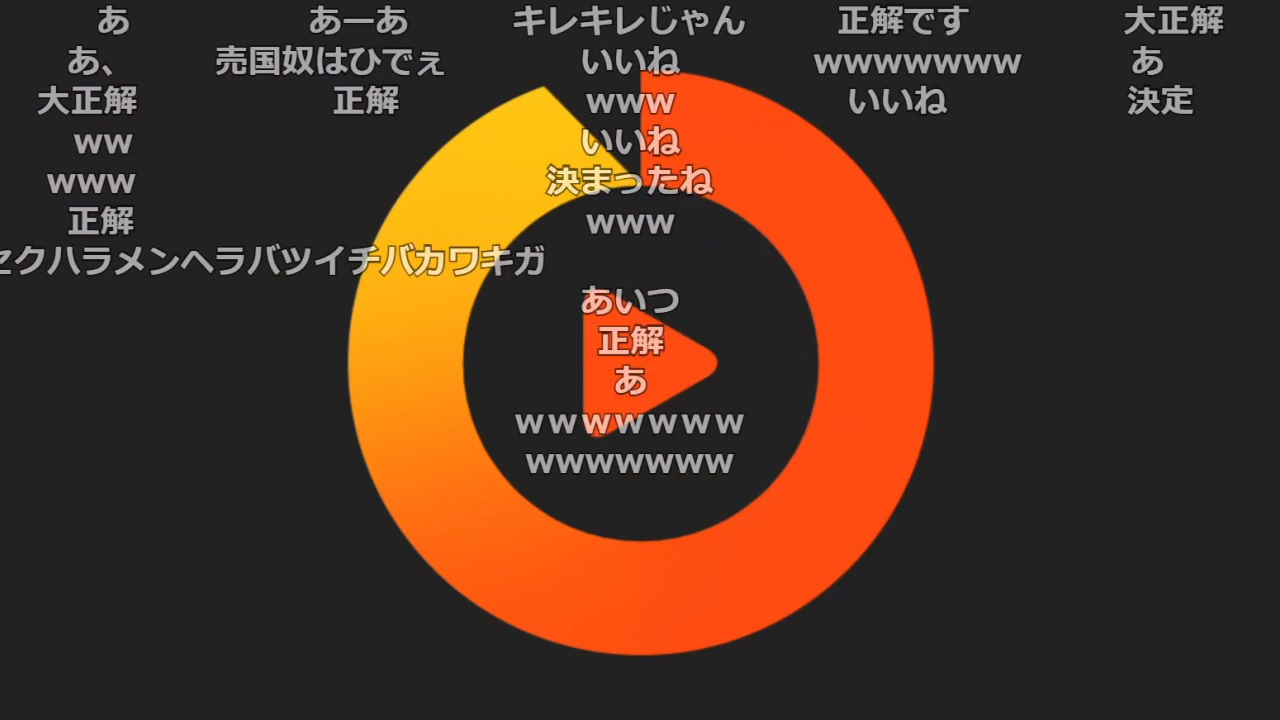 あ
あーあ
キレキレじゃん
正解です
大正解
あ、
売国奴はひでぇ
いいね
wwwwwwww
あ
大正解
正解
www
いいね
決定
ww
いいね
www
決まったね
正解
www
セクハラメンヘラバツイチバカワキガ
あいつ
正解
あ
ｗｗｗｗｗｗｗ
wwwwwwww